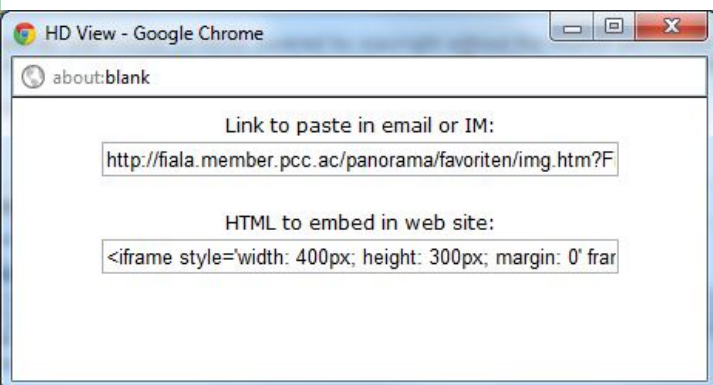 HD View - Google Chrome
about:blank
Link to paste in email or IM:
http://fiala.member.pcc.ac/panorama/favoriten/img.htm?F
HTML to embed in web site:
<iframe style='width: 400px; height: 300px; margin: 0' fran